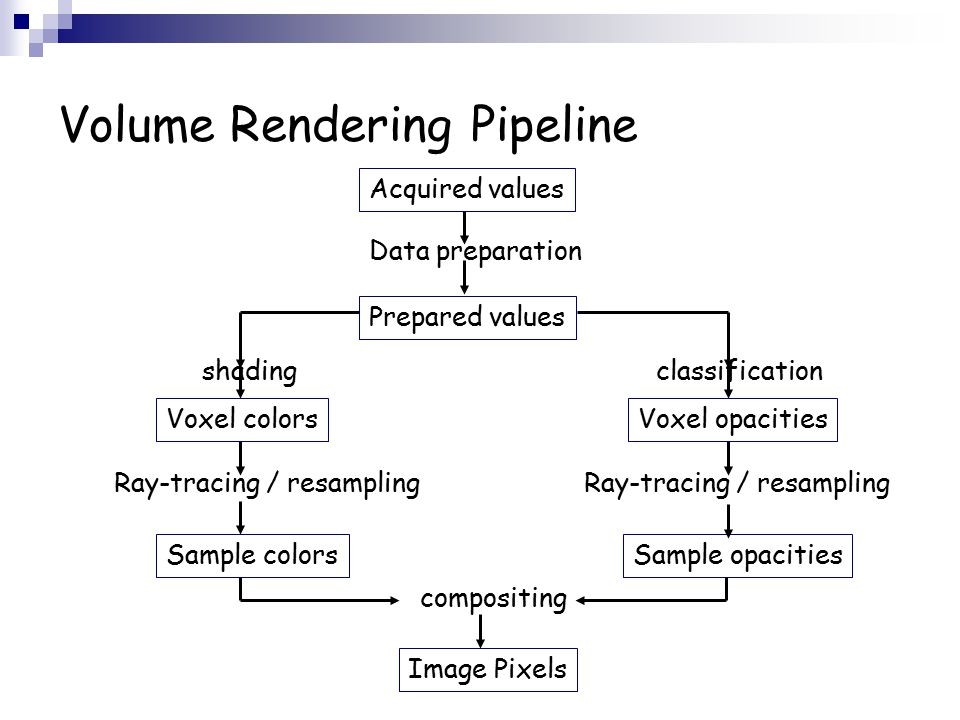 Volume Rendering Pipeline
Acquired values
Data preparation
Prepared values
shading
classification
Voxel colors
Voxel opacities
Ray-tracing / resampling
Ray-tracing / resampling
Sample colors
Sample opacities
compositing
Image Pixels